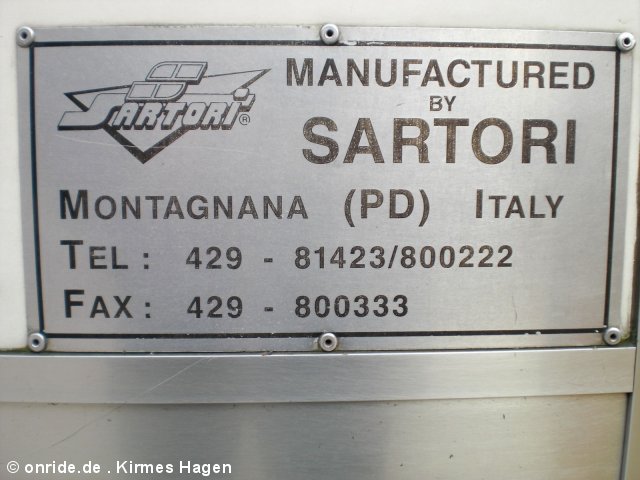 SARTORI®
MANUFACTURED
BY
SARTORI
MONTAGNANA (PD) ITALY
TEL: 429 - 81423/800222
FAX: 429 - 800333
© onride.de . Kirmes Hagen